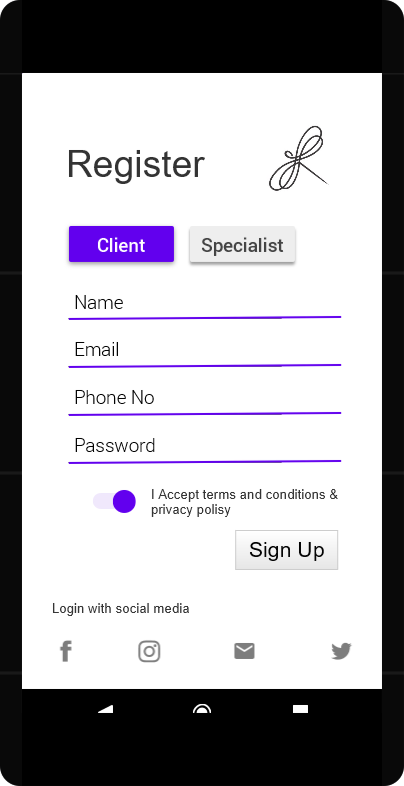 Register
Client
Specialist
Name
Email
Phone No
Password
I Accept terms and conditions &
privacy polisy
Sign Up
Login with social media